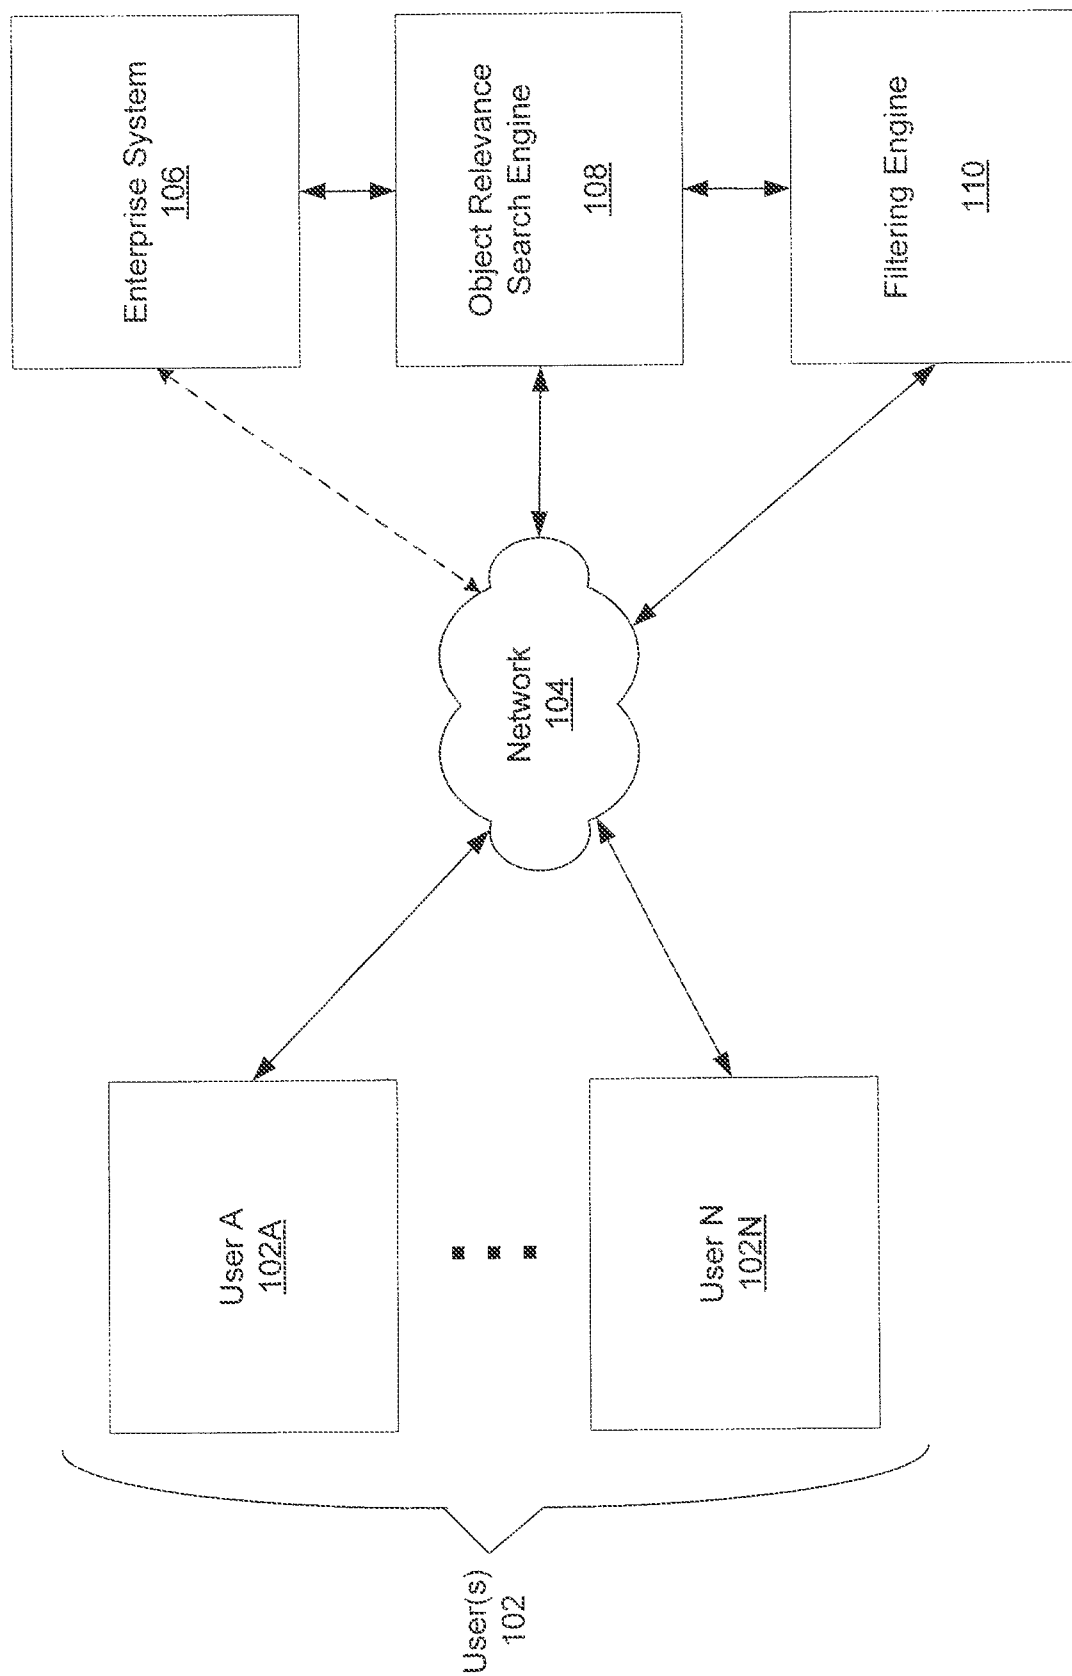 User(s)
102
User A
102A
User N
102N
Network
104
Enterprise System
106
Object Relevance
Search Engine
108
Filtering Engine
110